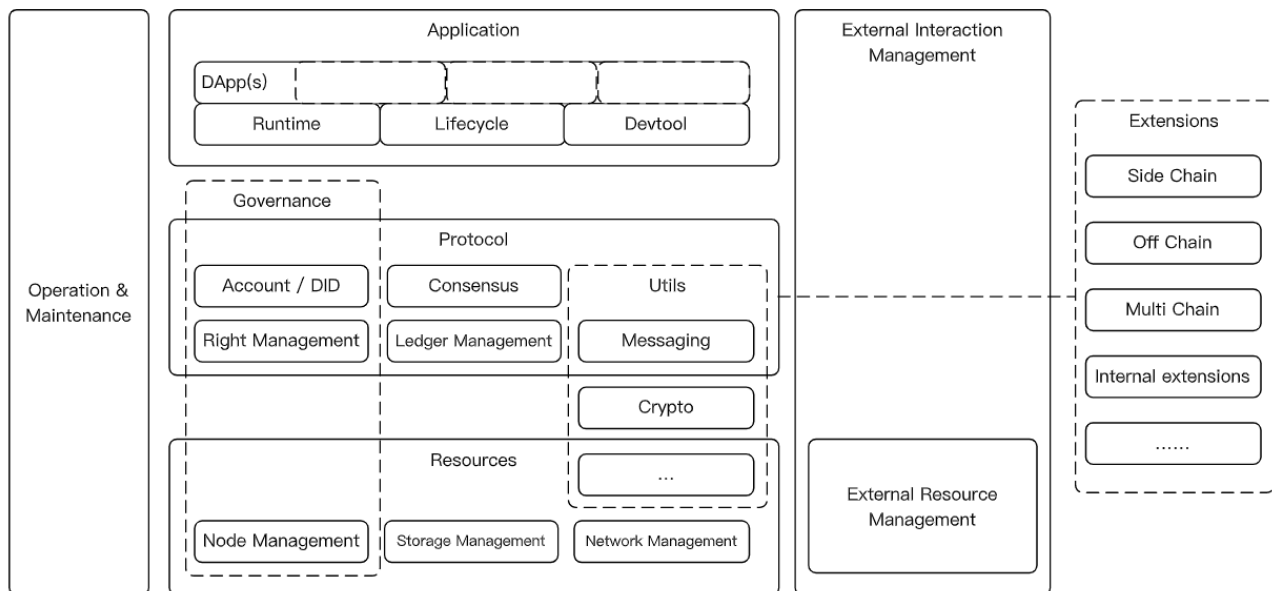 Operation &
Maintenance
Application
DApp(s)
Runtime
Lifecycle
Devtool
Governance
Protocol
Account / DID
Consensus
Utils
Right Management
Ledger Management
Messaging
Crypto
Resources
...
Node Management
Storage Management
Network Management
External Interaction
Management
External Resource
Management
Extensions
Side Chain
Off Chain
Multi Chain
Internal extensions
......